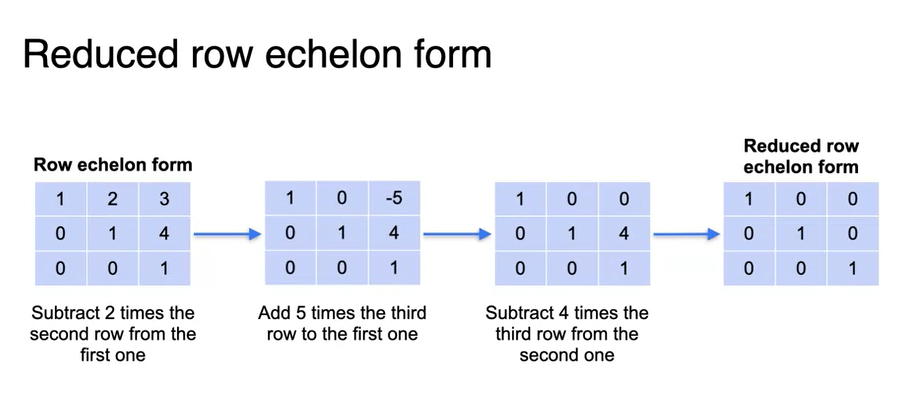 Reduced row echelon form
Row echelon form
1 2 3
0 1 4
0 0 1
Subtract 2 times the
second row from the
first one
1 0 -5
0 1 4
0 0 1
Add 5 times the third
row to the first one
1 0 0
0 1 4
0 0 1
Subtract 4 times the
third row from the
second one
Reduced row
echelon form
1 0 0
0 1 0
0 0 1